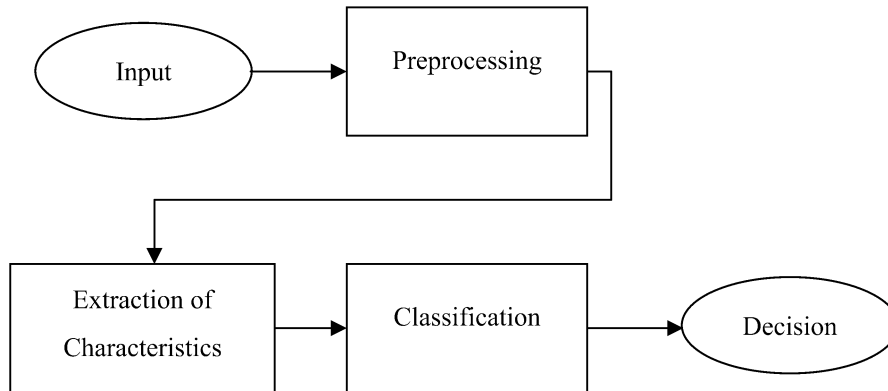 Input
Preprocessing
Extraction of
Characteristics
Classification
Decision